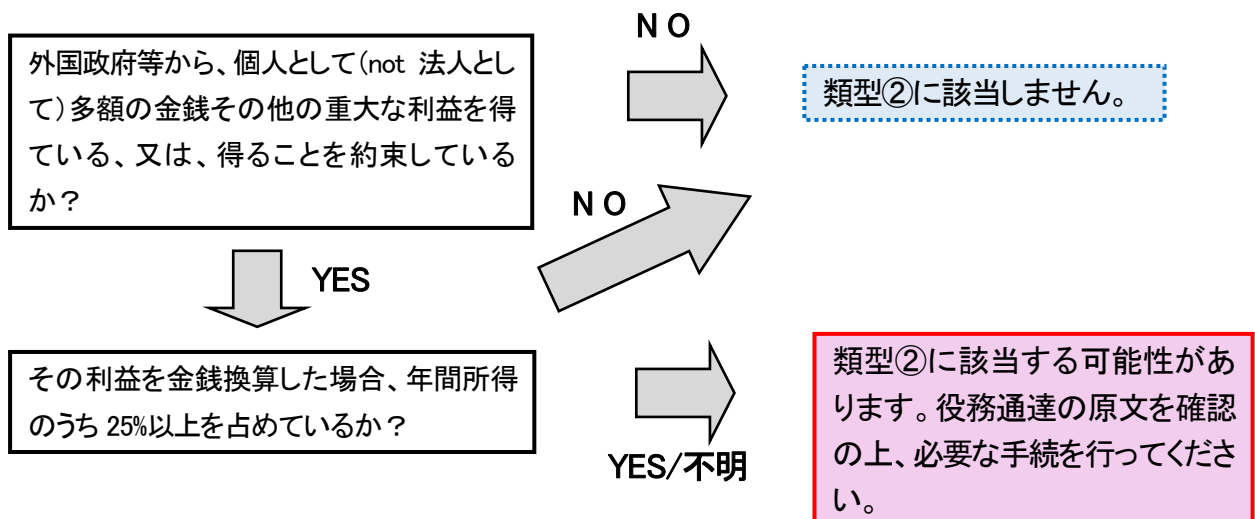 外国政府等から、個人として(not 法人とし
て)多額の金銭その他の重大な利益を得
ている、又は、得ることを約束している
か？
ＮＯ
類型②に該当しません。
ＮＯ
YES
その利益を金銭換算した場合、年間所得
のうち 25%以上を占めているか？
YES/不明
類型②に該当する可能性があ
ります。役務通達の原文を確認
の上、必要な手続を行ってくださ
い。